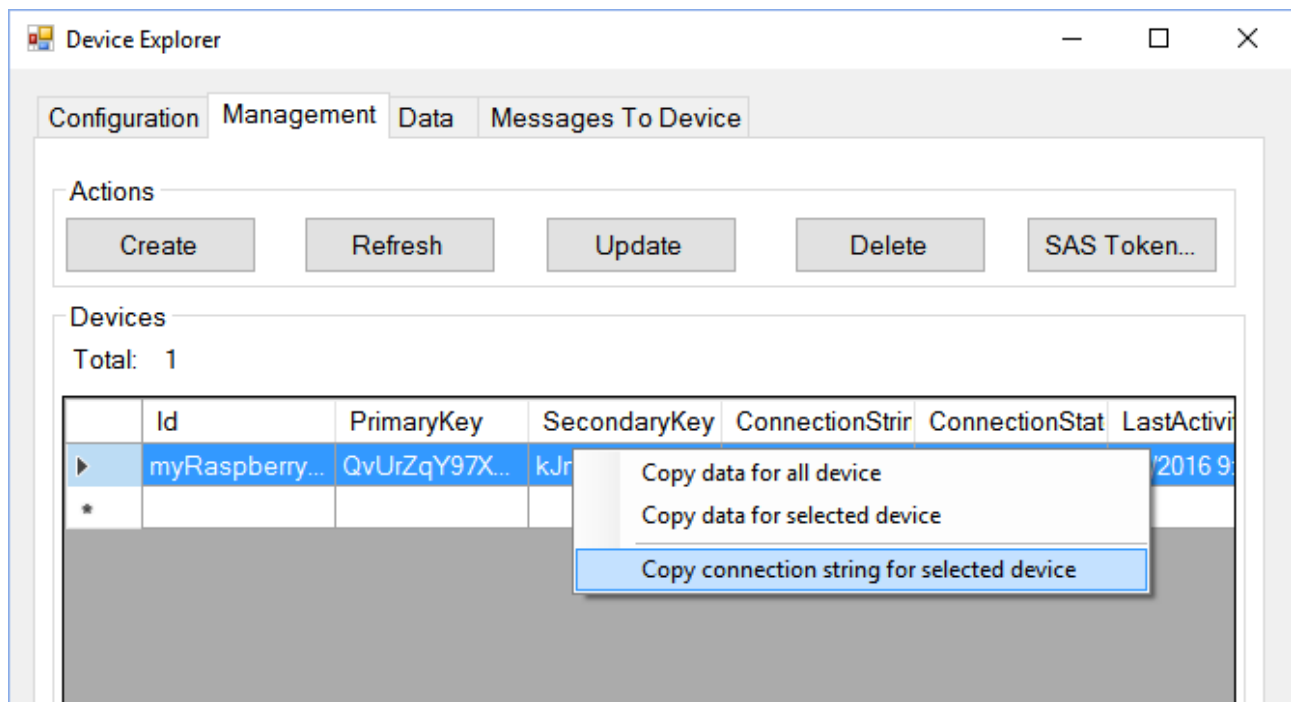 Device Explorer
Configuration Management Data Messages To Device
Actions
Create Refresh Update Delete SAS Token...
Devices
Total: 1
Id PrimaryKey SecondaryKey ConnectionStrin ConnectionStat LastActivit
myRaspberry... QvUrZqY97X... kJr /2016 9:
Copy data for all device
Copy data for selected device
Copy connection string for selected device